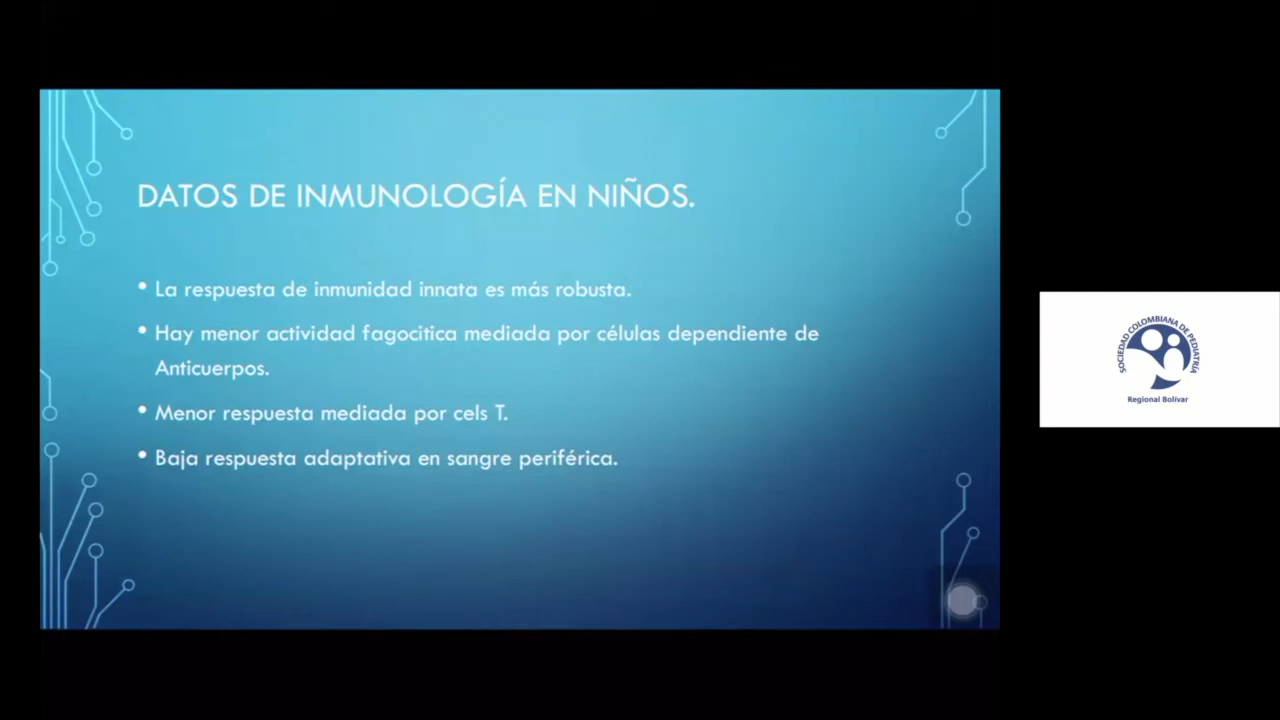 DATOS DE INMUNOLOGÍA EN NIÑOS.
• La respuesta de inmunidad innata es más robusta.
• Hay menor actividad fagocitica mediada por células dependiente de
Anticuerpos.
• Menor respuesta mediada por cels T.
• Baja respuesta adaptativa en sangre periférica.
SOCIEDAD COLOMBIANA DE PEDIATRÍA
Regional Bolívar